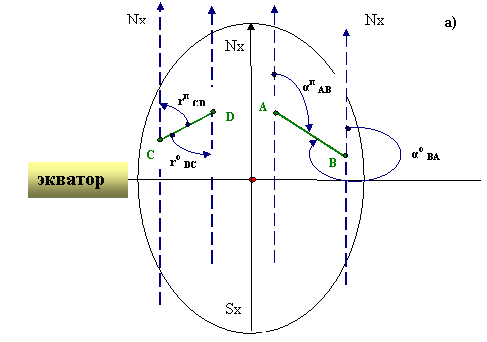 Nx
Nx
Nx
а)
r п CD
D
A
α п AB
C
r о DC
B
α о BA
экватор
Sx